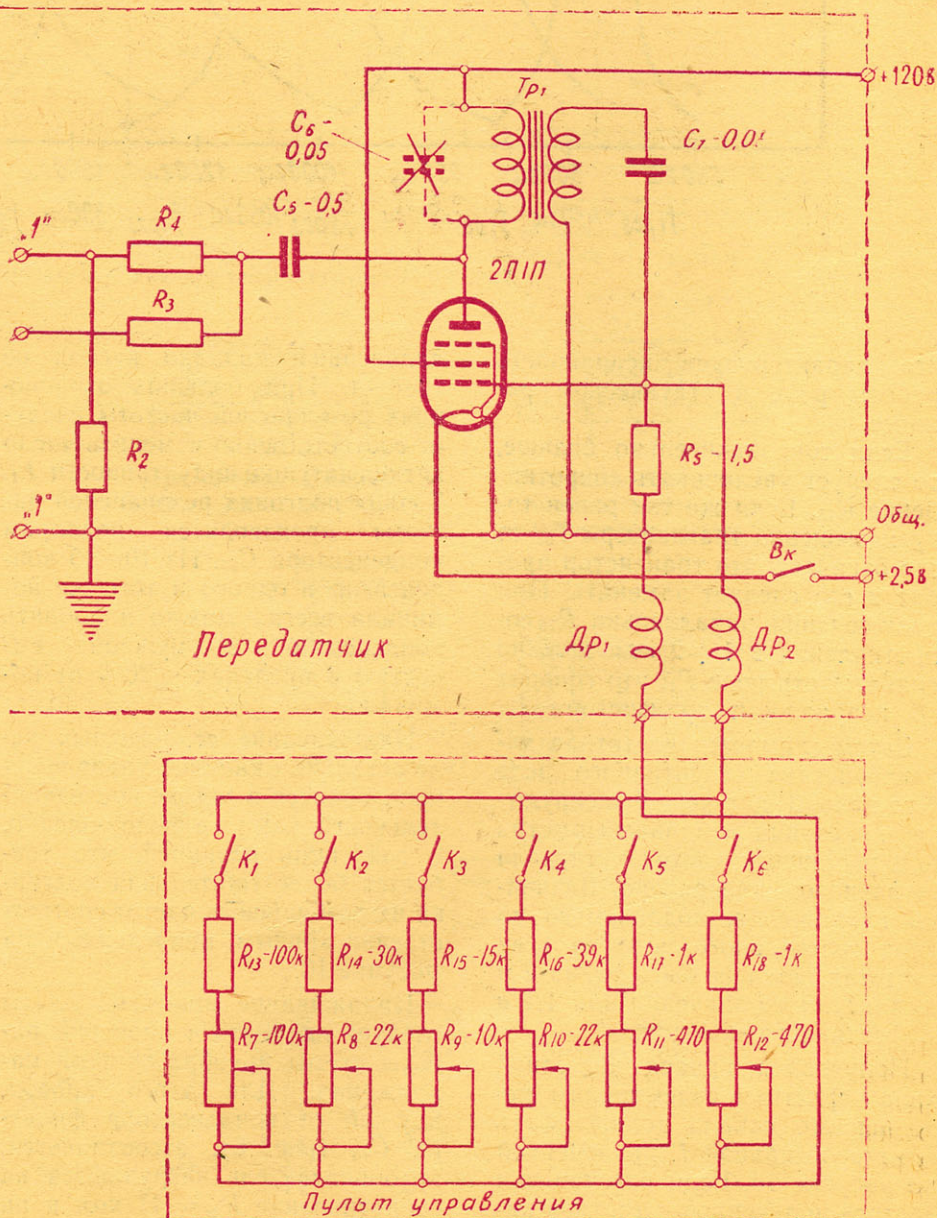 +120в
Тр₁
C₆ -
0,05
C₇ -0,0
C₅ -0,5
„1"
R₄
2П1П
R₃
R₂
R₅ - 1,5
„1"
Общ.
Вк
+2,5в
Передатчик
Др₁
Др₂
K₁
K₂
K₃
K₄
K₅
K₆
R₁₃-100к
R₁₄-30к
R₁₅-15к
R₁₆-39к
R₁₇-1к
R₁₈-1к
R₇-100к
R₈-22к
R₉-10к
R₁₀-22к
R₁₁-470
R₁₂-470
Пульт управления